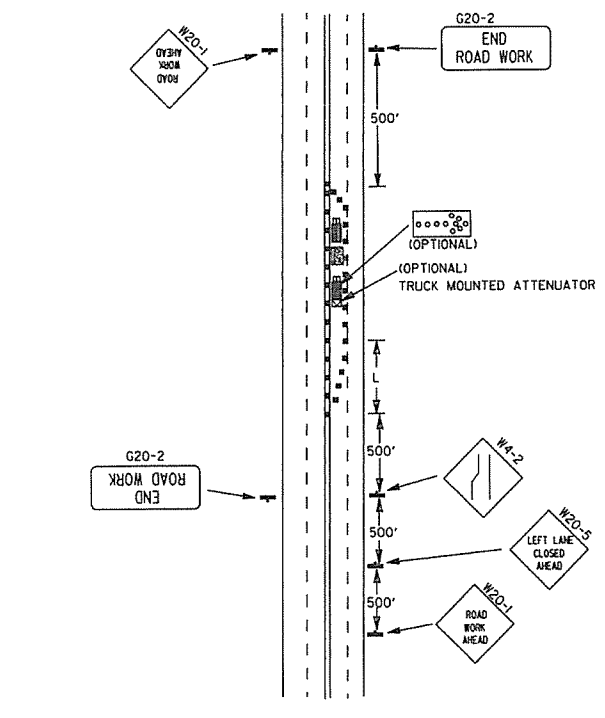 G20-2
END
ROAD WORK
W20-1
ROAD
WORK
AHEAD
500'
(OPTIONAL)
(OPTIONAL)
TRUCK MOUNTED ATTENUATOR
L
500'
W4-2
G20-2
END
ROAD WORK
500'
W20-5
LEFT LANE
CLOSED
AHEAD
500'
W20-1
ROAD
WORK
AHEAD